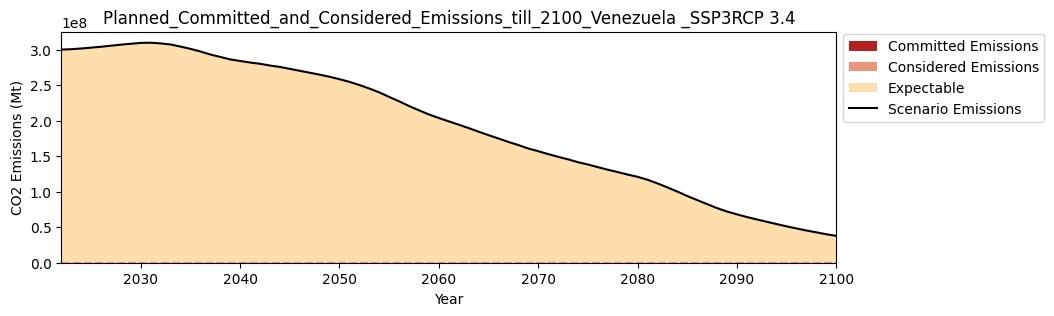 Planned_Committed_and_Considered_Emissions_till_2100_Venezuela _SSP3RCP 3.4
1e8
3.0
2.5
2.0
1.5
1.0
0.5
0.0
CO2 Emissions (Mt)
2030 2040 2050 2060 2070 2080 2090 2100
Year
Committed Emissions
Considered Emissions
Expectable
Scenario Emissions